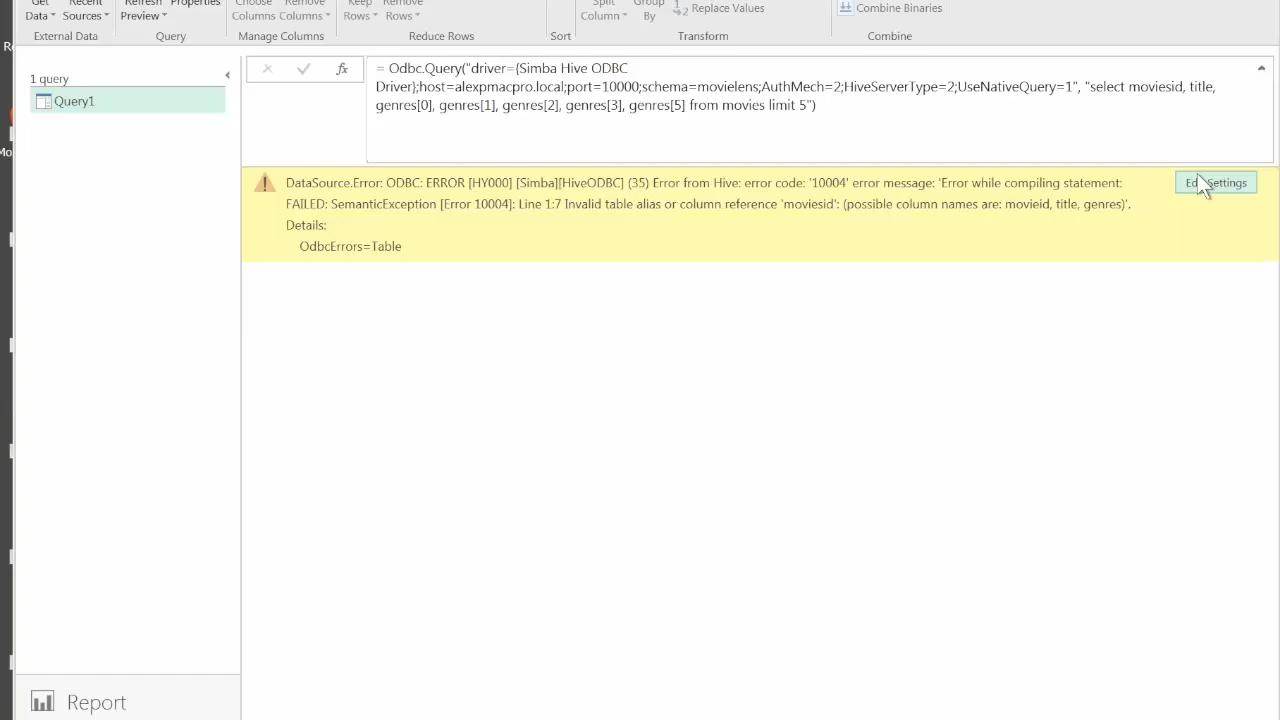 Get
Data
Recent
Sources
Refresh
Preview
Properties
Choose
Columns
Remove
Columns
Keep
Rows
Remove
Rows
Split
Column
Group
By
1
2
Replace Values
Combine Binaries
External Data
Query
Manage Columns
Reduce Rows
Sort
Transform
Combine
1 query
Query1
fx
= Odbc.Query("driver={Simba Hive ODBC
Driver};host=alexpmacpro.local;port=10000;schema=movielens;AuthMech=2;HiveServerType=2;UseNativeQuery=1", "select moviesid, title,
genres[0], genres[1], genres[2], genres[3], genres[5] from movies limit 5")
DataSource.Error: ODBC: ERROR [HY000] [Simba][HiveODBC] (35) Error from Hive: error code: '10004' error message: 'Error while compiling statement:
FAILED: SemanticException [Error 10004]: Line 1:7 Invalid table alias or column reference 'moviesid': (possible column names are: movieid, title, genres)'.
Details:
OdbcErrors=Table
Settings
Report